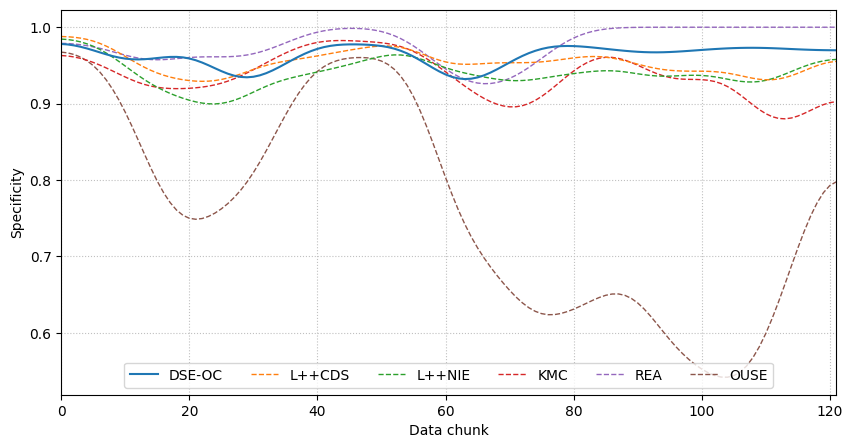 1.0
0.9
0.8
0.7
0.6
Specificity
DSE-OC L++CDS L++NIE KMC REA OUSE
0 20 40 60 80 100 120
Data chunk